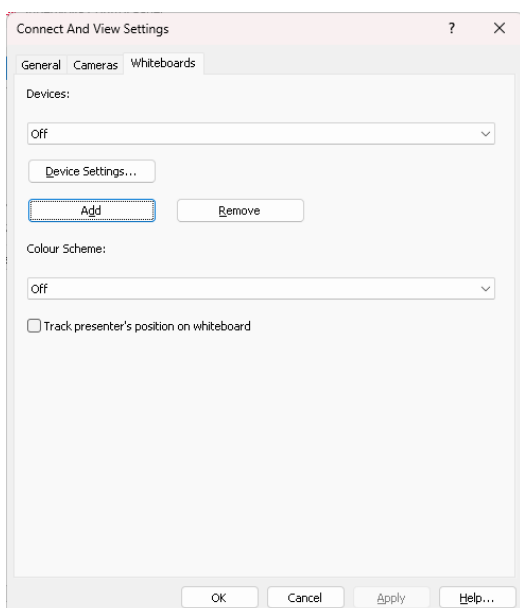 Connect And View Settings ?
General Cameras Whiteboards
Devices:
Off
Device Settings...
Add Remove
Colour Scheme:
Off
Track presenter's position on whiteboard
OK Cancel Apply Help...